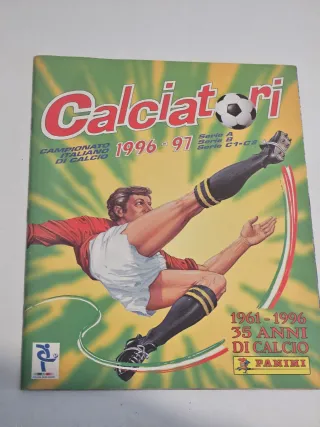 Calciatori
CAMPIONATO
ITALIANO
DI CALCIO
1996-97
Serie A
Serie B
Serie C1-C2
1961-1996
35 ANNI
DI CALCIO
PANINI